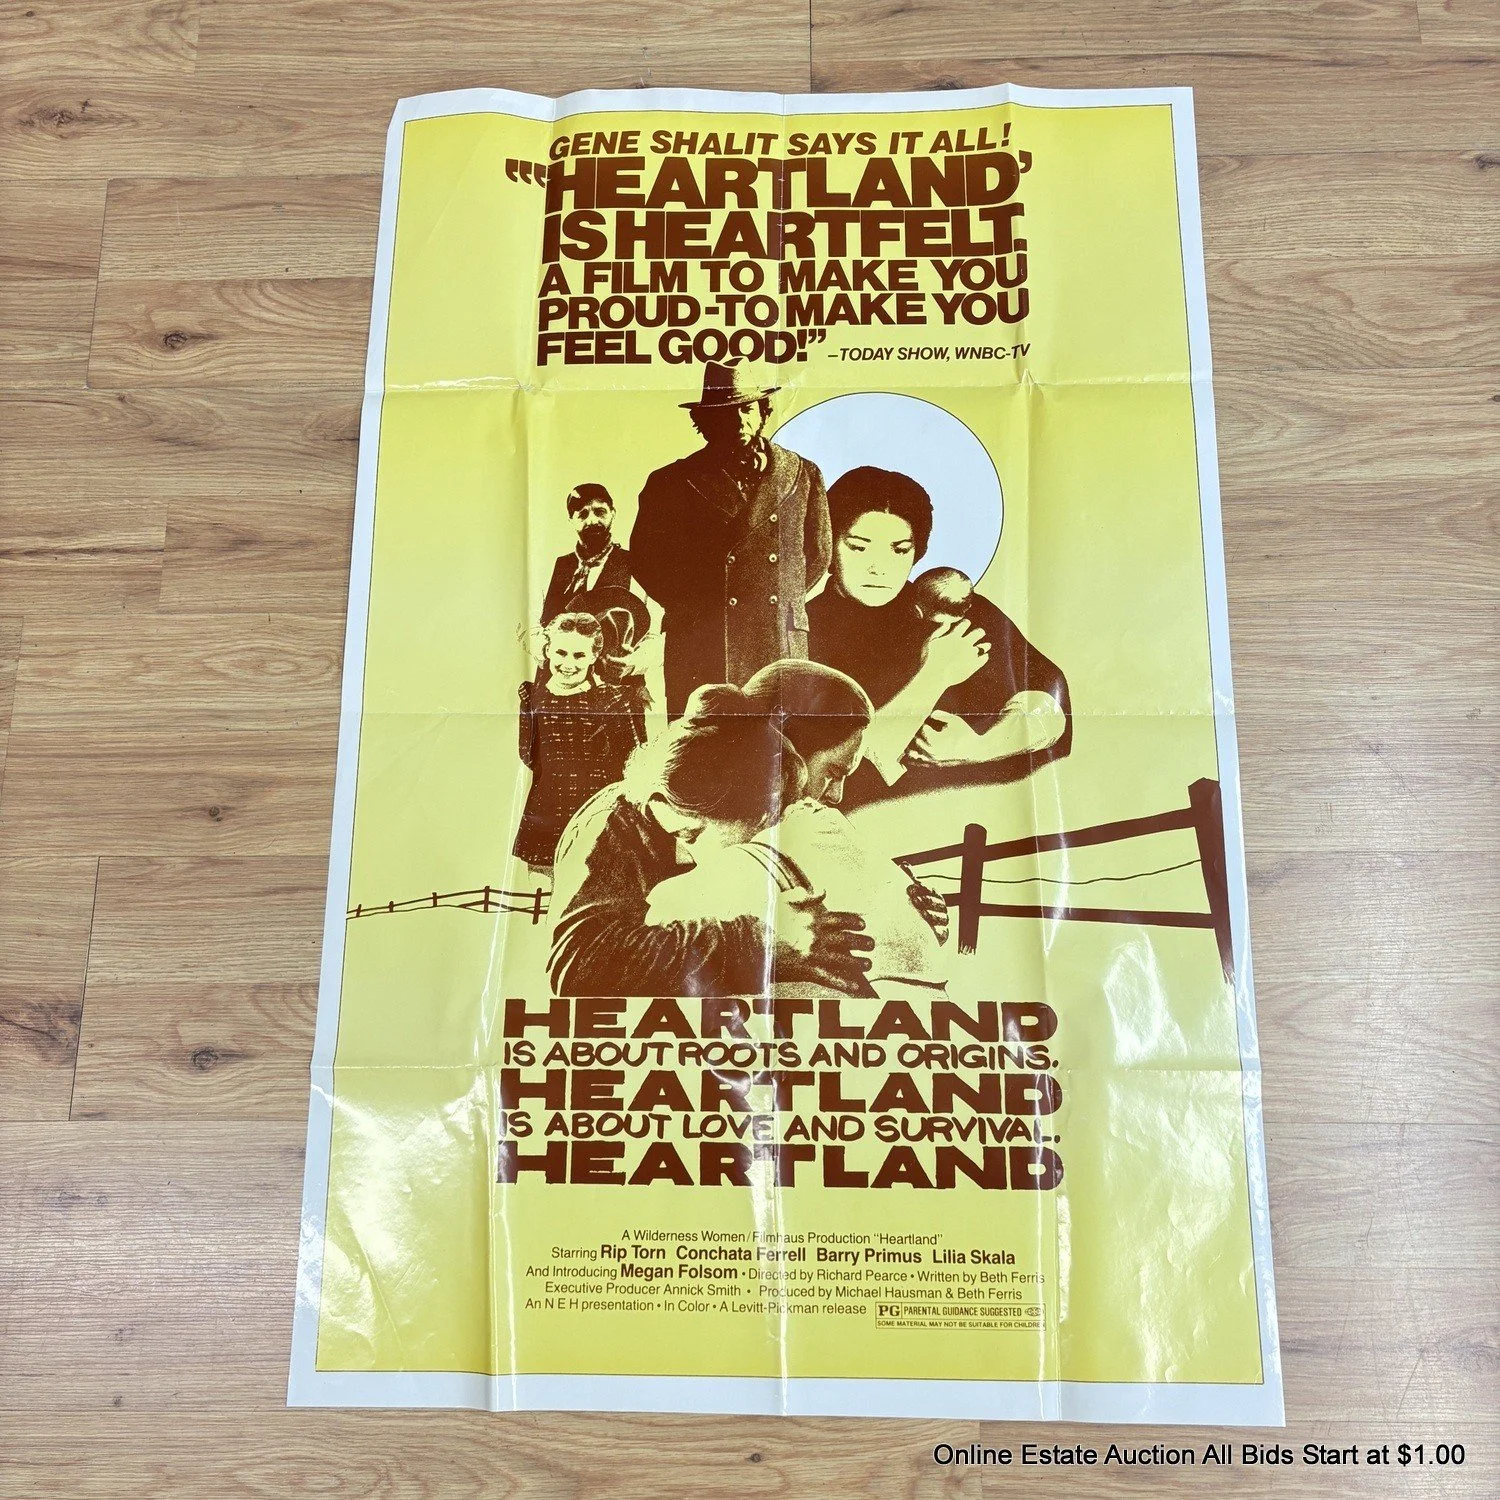 GENE SHALIT SAYS IT ALL!
"'HEARTLAND'
IS HEARTFELT.
A FILM TO MAKE YOU
PROUD-TO MAKE YOU
FEEL GOOD!" –TODAY SHOW, WNBC-TV
HEARTLAND
IS ABOUT ROOTS AND ORIGINS.
HEARTLAND
IS ABOUT LOVE AND SURVIVAL.
HEARTLAND
A Wilderness Women/Filmhaus Production "Heartland"
Starring Rip Torn Conchata Ferrell Barry Primus Lilia Skala
And Introducing Megan Folsom • Directed by Richard Pearce • Written by Beth Ferris
Executive Producer Annick Smith • Produced by Michael Hausman & Beth Ferris
An N E H presentation • In Color • A Levitt-Pickman release PG PARENTAL GUIDANCE SUGGESTED
SOME MATERIAL MAY NOT BE SUITABLE FOR CHILDREN
Online Estate Auction All Bids Start at $1.00